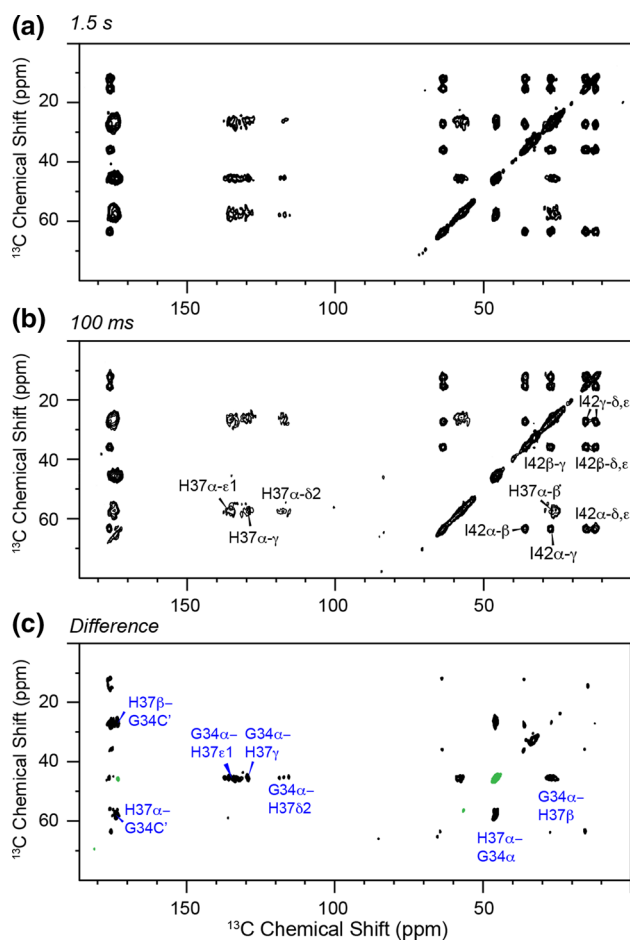 (a) 1.5 s
20
40
60
150 100 50
¹³C Chemical Shift (ppm)
(b) 100 ms
20
40
60
H37α-ε1
H37α-γ
H37α-δ2
I42γ-δ,ε
I42β-γ
I42β-δ,ε
H37α-β
I42α-δ,ε
I42α-β
I42α-γ
150 100 50
¹³C Chemical Shift (ppm)
(c) Difference
20
40
60
H37β–
G34C'
H37α–
G34C'
G34α–
H37ε1
G34α–
H37γ
G34α–
H37δ2
G34α–
H37β
H37α–
G34α
150 100 50
¹³C Chemical Shift (ppm)
¹³C Chemical Shift (ppm)